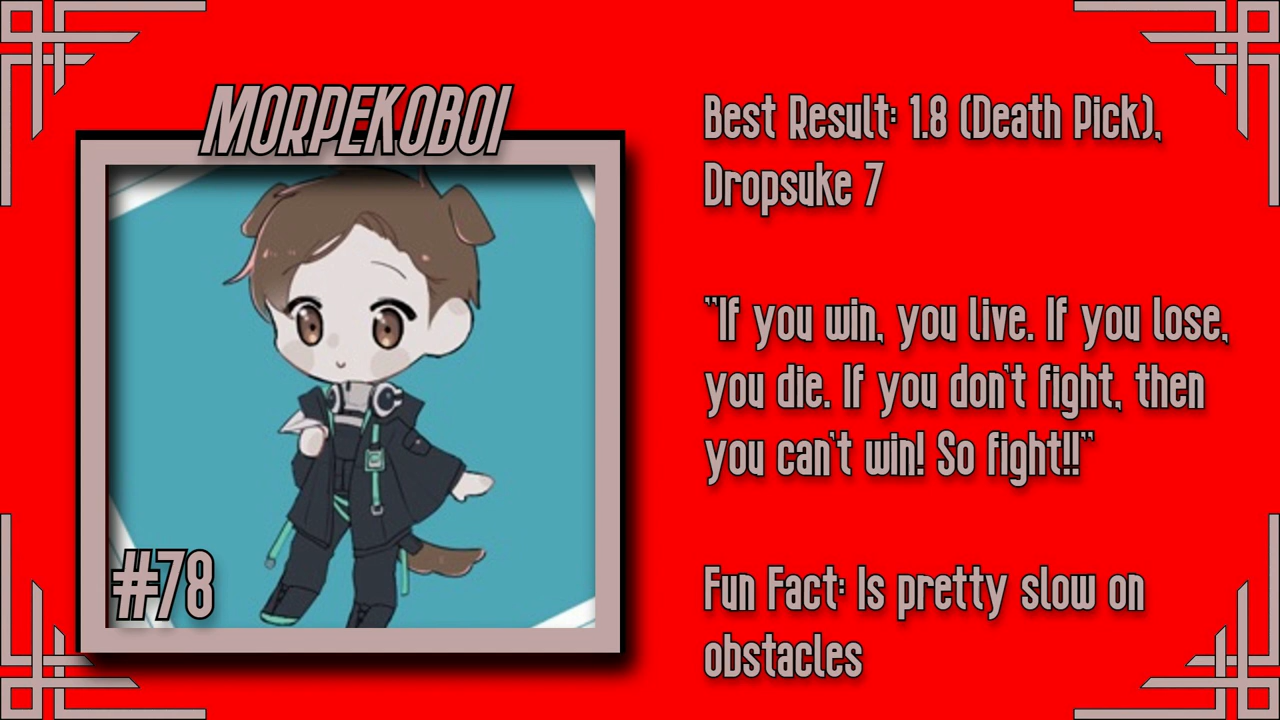 MORPEKOBOI
#78
Best Result: 1.8 (Death Pick),
Dropsuke 7
"If you win, you live. If you lose,
you die. If you don't fight, then
you can't win! So fight!!"
Fun Fact: Is pretty slow on
obstacles